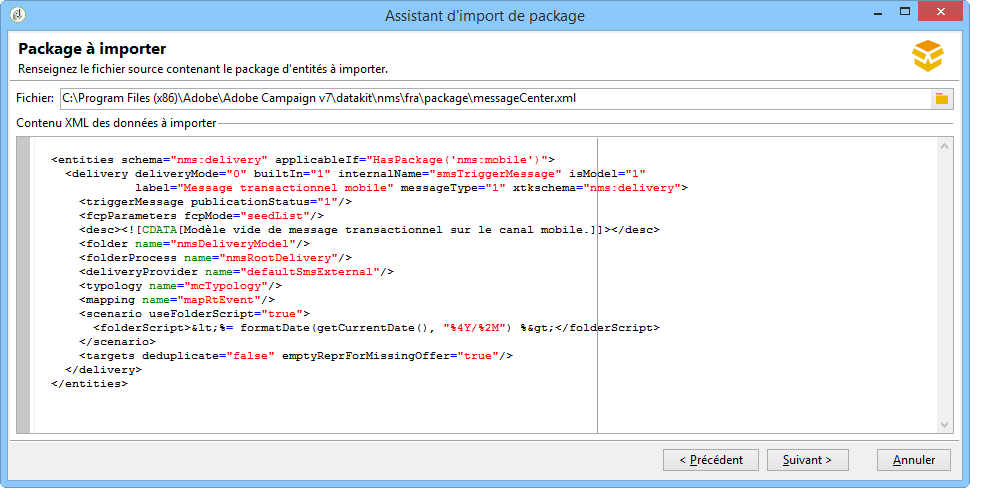 Assistant d'import de package
Package à importer
Renseignez le fichier source contenant le package d'entités à importer.
Fichier: C:\Program Files (x86)\Adobe\Adobe Campaign v7\datakit\nms\fra\package\messageCenter.xml
Contenu XML des données à importer
<entities schema="nms:delivery" applicableIf="HasPackage('nms:mobile')">
<delivery deliveryMode="0" builtIn="1" internalName="smsTriggerMessage" isModel="1"
label="Message transactionnel mobile" messageType="1" xtkschema="nms:delivery">
<triggerMessage publicationStatus="1"/>
<fcpParameters fcpMode="seedList"/>
<desc><![CDATA[Modèle vide de message transactionnel sur le canal mobile.]]></desc>
<folder name="nmsDeliveryModel"/>
<folderProcess name="nmsRootDelivery"/>
<deliveryProvider name="defaultSmsExternal"/>
<typology name="mcTypology"/>
<mapping name="mapRtEvent"/>
<scenario useFolderScript="true">
<folderScript>&lt;%= formatDate(getCurrentDate(), "%4Y/%2M") %&gt;</folderScript>
</scenario>
<targets deduplicate="false" emptyReprForMissingOffer="true"/>
</delivery>
</entities>
< Précédent Suivant > Annuler